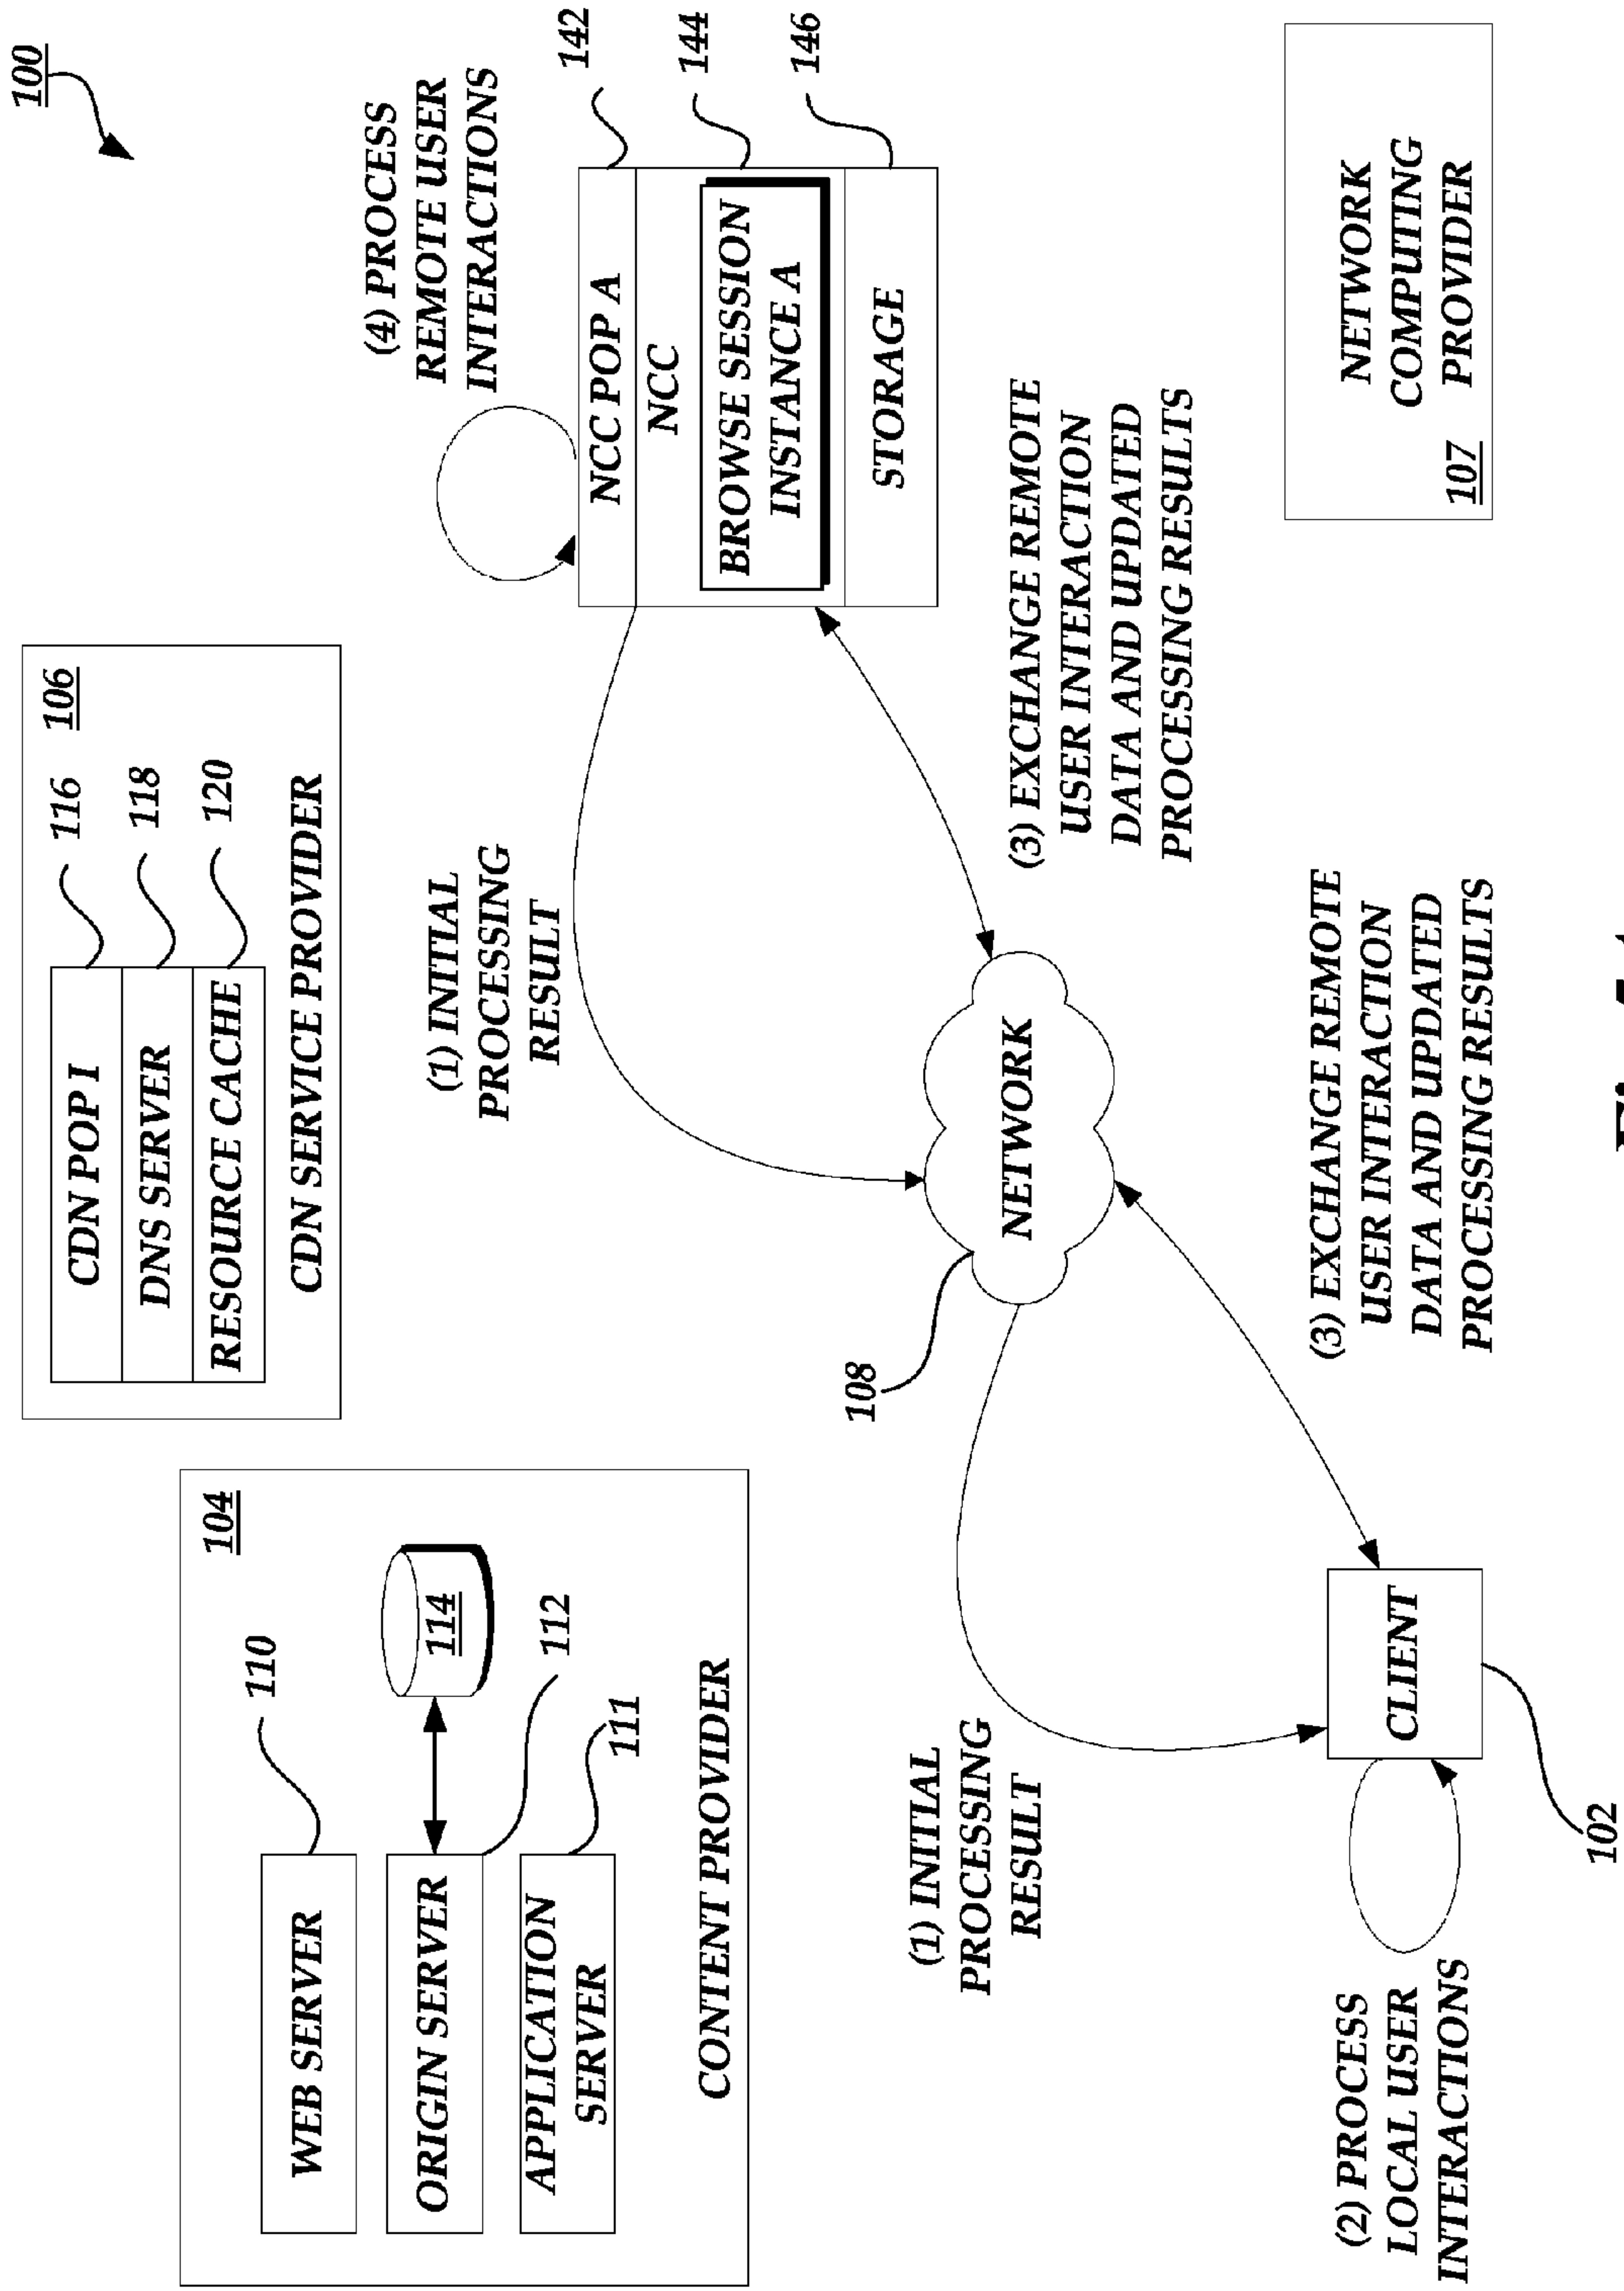 100
104
110
WEB SERVER
ORIGIN SERVER
114
112
APPLICATION
SERVER
111
CONTENT PROVIDER
106
CDN POP I
116
DNS SERVER
118
RESOURCE CACHE
120
CDN SERVICE PROVIDER
(4) PROCESS
REMOTE USER
INTERACTIONS
142
144
146
NCC POP A
NCC
BROWSE SESSION
INSTANCE A
STORAGE
(1) INITIAL
PROCESSING
RESULT
108
NETWORK
(3) EXCHANGE REMOTE
USER INTERACTION
DATA AND UPDATED
PROCESSING RESULTS
(1) INITIAL
PROCESSING
RESULT
(2) PROCESS
LOCAL USER
INTERACTIONS
CLIENT
102
(3) EXCHANGE REMOTE
USER INTERACTION
DATA AND UPDATED
PROCESSING RESULTS
NETWORK
COMPUTING
PROVIDER
107